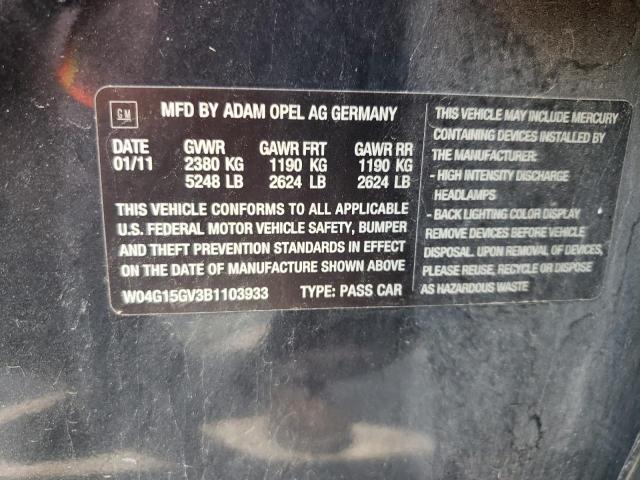 GM
MFD BY ADAM OPEL AG GERMANY
DATE GVWR GAWR FRT GAWR RR
01/11 2380 KG 1190 KG 1190 KG
5248 LB 2624 LB 2624 LB
THIS VEHICLE CONFORMS TO ALL APPLICABLE
U.S. FEDERAL MOTOR VEHICLE SAFETY, BUMPER
AND THEFT PREVENTION STANDARDS IN EFFECT
ON THE DATE OF MANUFACTURE SHOWN ABOVE
W04G15GV3B1103933 TYPE: PASS CAR
THIS VEHICLE MAY INCLUDE MERCURY
CONTAINING DEVICES INSTALLED BY
THE MANUFACTURER:
- HIGH INTENSITY DISCHARGE
HEADLAMPS
- BACK LIGHTING COLOR DISPLAY
REMOVE DEVICES BEFORE VEHICLE
DISPOSAL. UPON REMOVAL OF DEVICES,
PLEASE REUSE, RECYCLE OR DISPOSE
AS HAZARDOUS WASTE